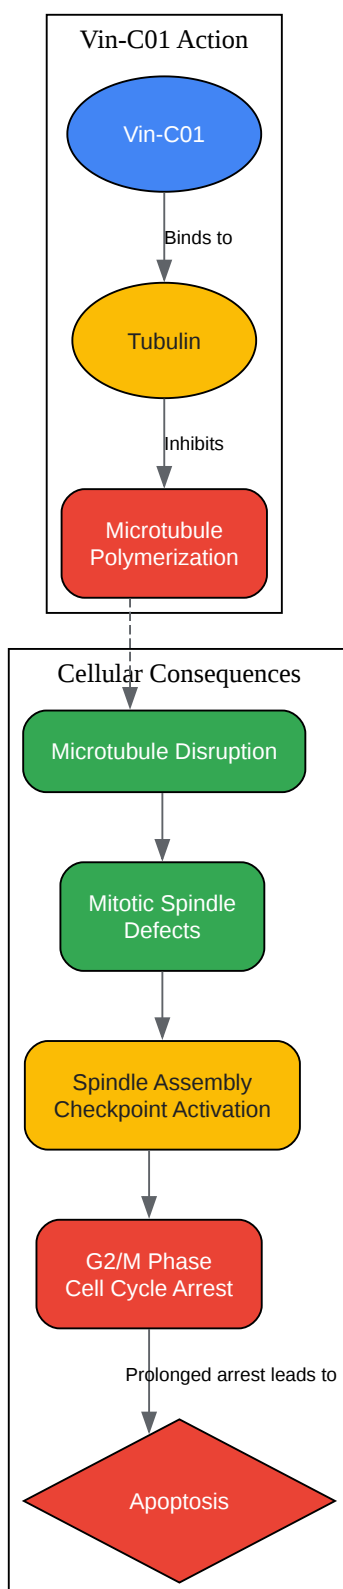 Vin-C01 Action
Vin-C01
Binds to
Tubulin
Inhibits
Microtubule
Polymerization
Cellular Consequences
Microtubule Disruption
Mitotic Spindle
Defects
Spindle Assembly
Checkpoint Activation
G2/M Phase
Cell Cycle Arrest
Prolonged arrest leads to
Apoptosis